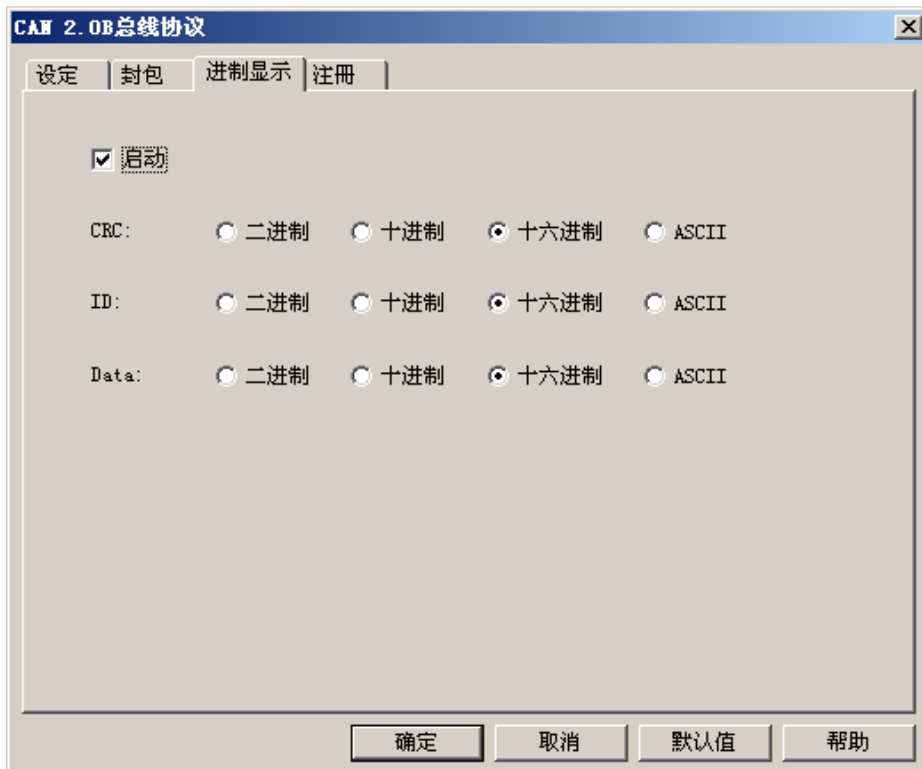 CAN 2.0B总线协议
设定 封包 进制显示 注冊
启动
CRC: 二进制 十进制 十六进制 ASCII
ID: 二进制 十进制 十六进制 ASCII
Data: 二进制 十进制 十六进制 ASCII
确定 取消 默认值 帮助